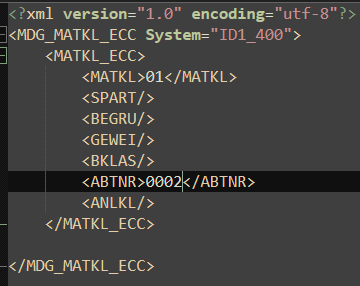 <?xml version="1.0" encoding="utf-8"?>
<MDG_MATKL_ECC System="ID1_400">
<MATKL_ECC>
<MATKL>01</MATKL>
<SPART/>
<BEGRU/>
<GEWEI/>
<BKLAS/>
<ABTNR>0002</ABTNR>
<ANLKL/>
</MATKL_ECC>
</MDG_MATKL_ECC>